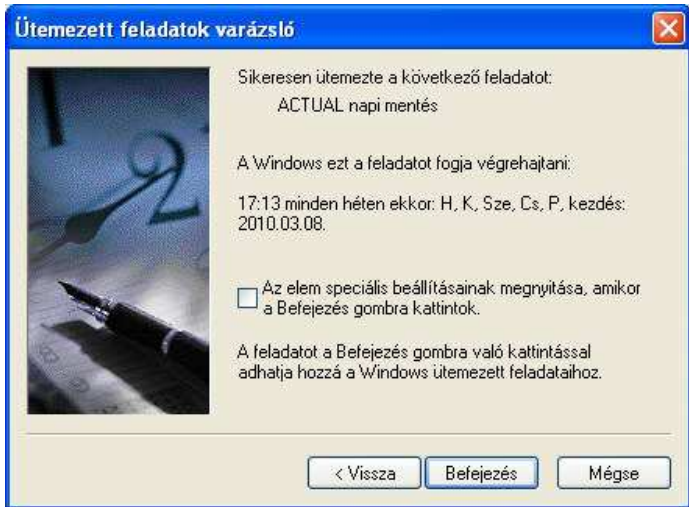 Ütemezett feladatok varázsló
Sikeresen ütemezte a következő feladatot:
ACTUAL napi mentés
A Windows ezt a feladatot fogja végrehajtani:
17:13 minden héten ekkor: H, K, Sze, Cs, P, kezdés:
2010.03.08.
Az elem speciális beállításainak megnyitása, amikor
a Befejezés gombra kattintok.
A feladatot a Befejezés gombra való kattintással
adhatja hozzá a Windows ütemezett feladataihoz.
< Vissza Befejezés Mégse